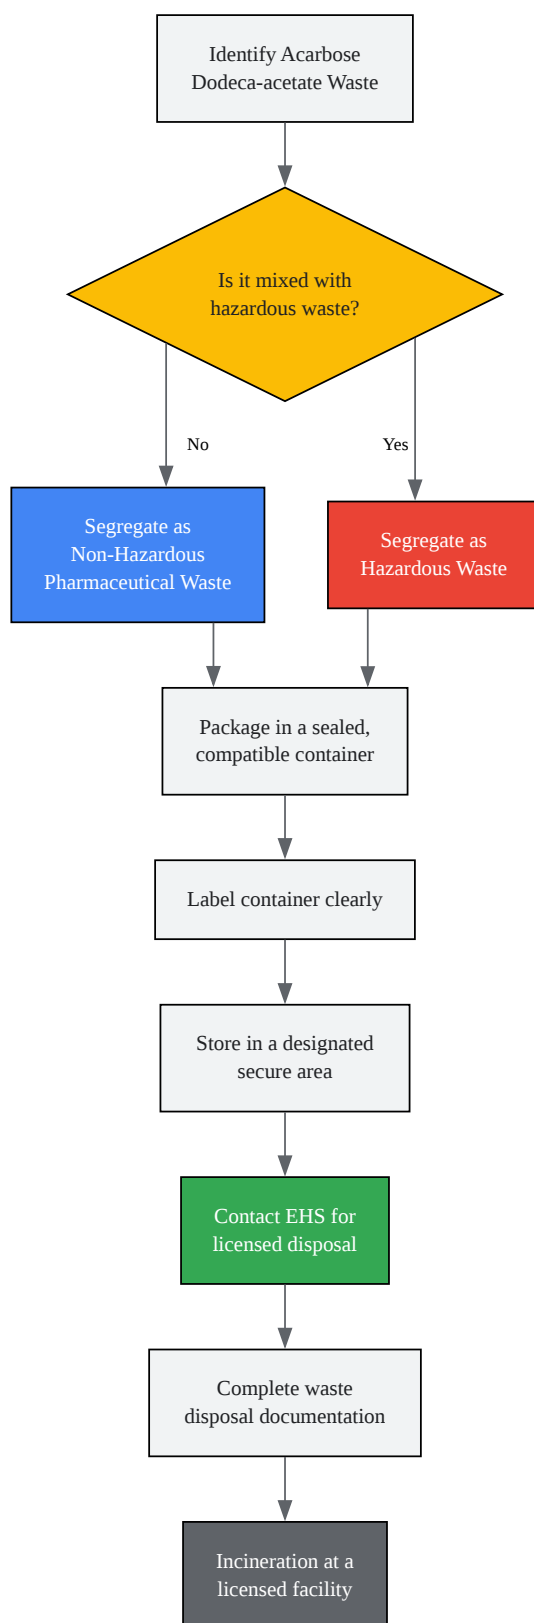 Identify Acarbose
Dodeca-acetate Waste
Is it mixed with
hazardous waste?
No
Yes
Segregate as
Non-Hazardous
Pharmaceutical Waste
Segregate as
Hazardous Waste
Package in a sealed,
compatible container
Label container clearly
Store in a designated
secure area
Contact EHS for
licensed disposal
Complete waste
disposal documentation
Incineration at a
licensed facility